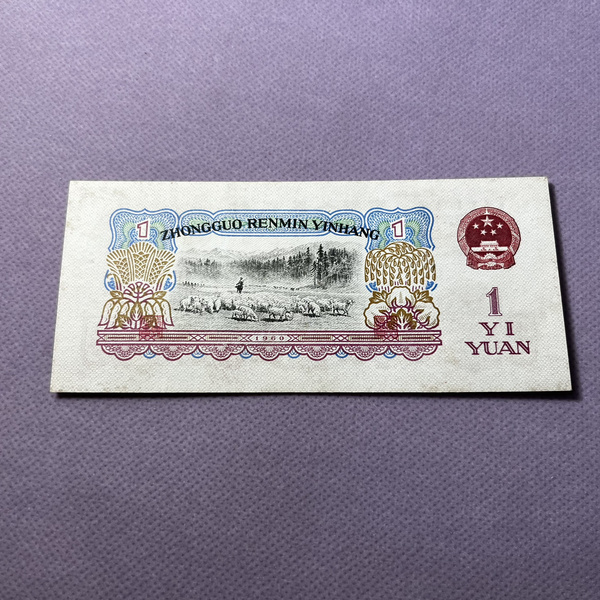 ZHONGGUO RENMIN YINHANG
1
1
1960
1
YI
YUAN